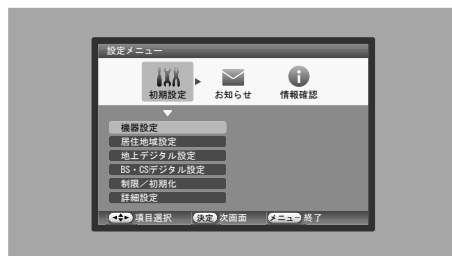 設定メニュー
初期設定 お知らせ 情報確認
機器設定
居住地域設定
地上デジタル設定
BS・CSデジタル設定
制限／初期化
詳細設定
項目選択 決定 次画面 メニュー 終了